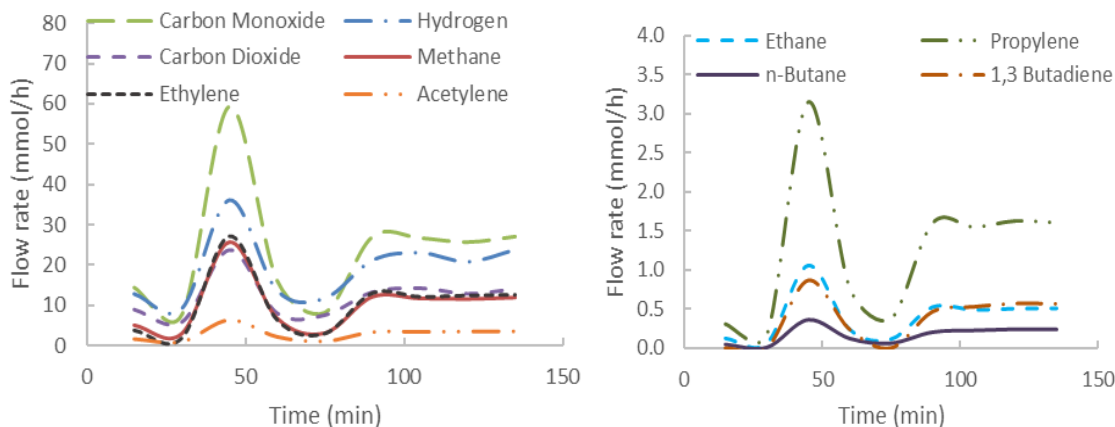 80
70
60
50
40
30
20
10
0
Flow rate (mmol/h)
Carbon Monoxide Hydrogen
Carbon Dioxide Methane
Ethylene Acetylene
0 50 100 150
Time (min)
4.0
3.5
3.0
2.5
2.0
1.5
1.0
0.5
0.0
Flow rate (mmol/h)
Ethane Propylene
n-Butane 1,3 Butadiene
0 50 100 150
Time (min)